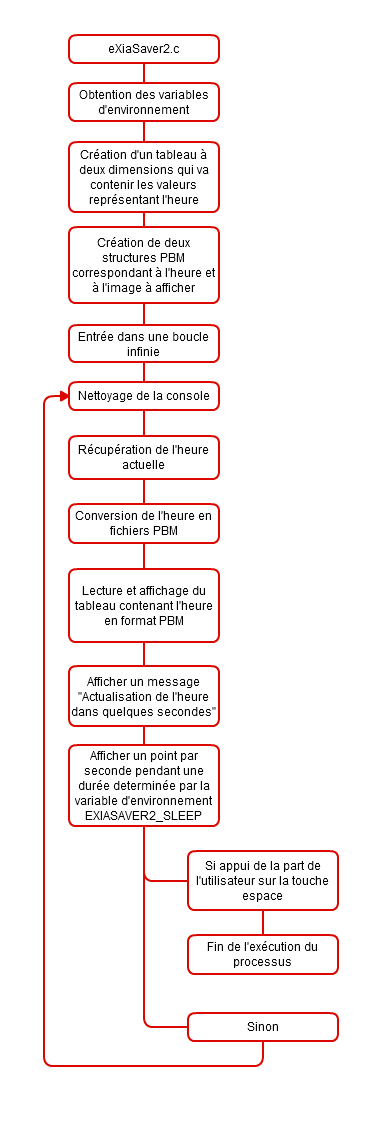 eXiaSaver2.c
Obtention des variables
d'environnement
Création d'un tableau à
deux dimensions qui va
contenir les valeurs
représentant l'heure
Création de deux
structures PBM
correspondant à l'heure et
à l'image à afficher
Entrée dans une boucle
infinie
Nettoyage de la console
Récupération de l'heure
actuelle
Conversion de l'heure en
fichiers PBM
Lecture et affichage du
tableau contenant l'heure
en format PBM
Afficher un message
"Actualisation de l'heure
dans quelques secondes"
Afficher un point par
seconde pendant une
durée determinée par la
variable d'environnement
EXIASAVER2_SLEEP
Si appui de la part de
l'utilisateur sur la touche
espace
Fin de l'exécution du
processus
Sinon